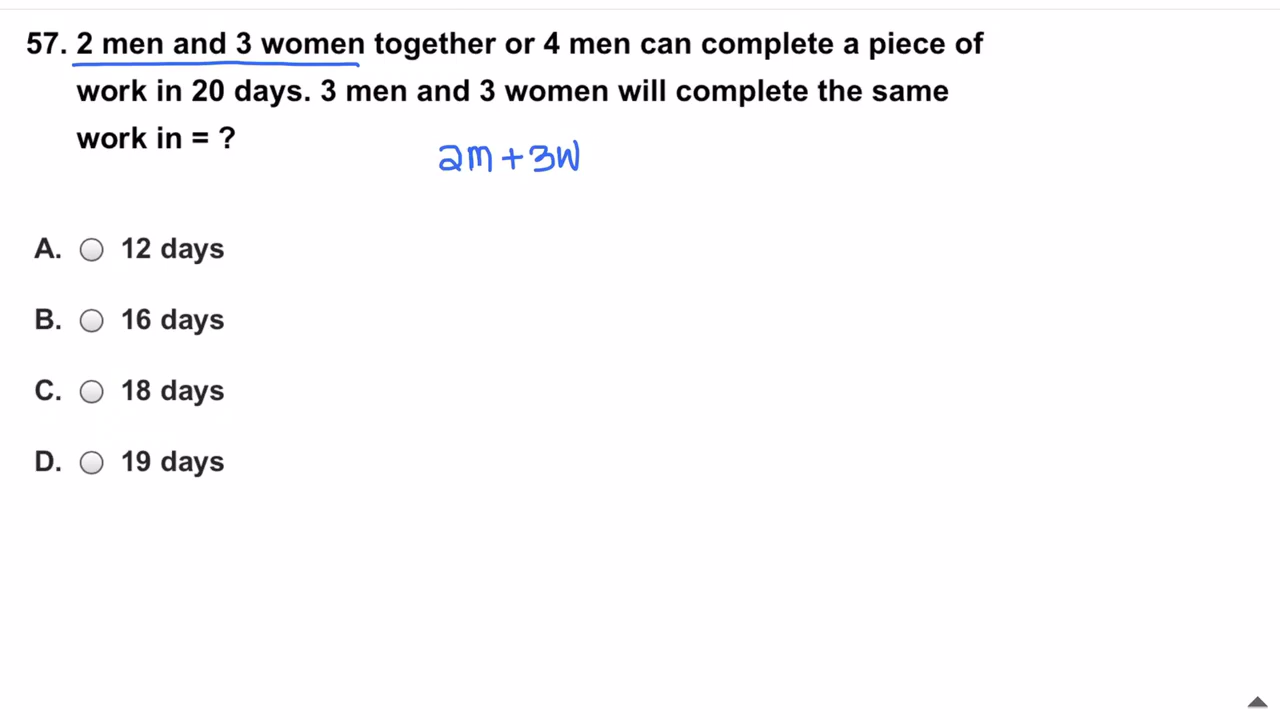 57. 2 men and 3 women together or 4 men can complete a piece of
work in 20 days. 3 men and 3 women will complete the same
work in = ?
2m + 3W
A. 12 days
B. 16 days
C. 18 days
D. 19 days